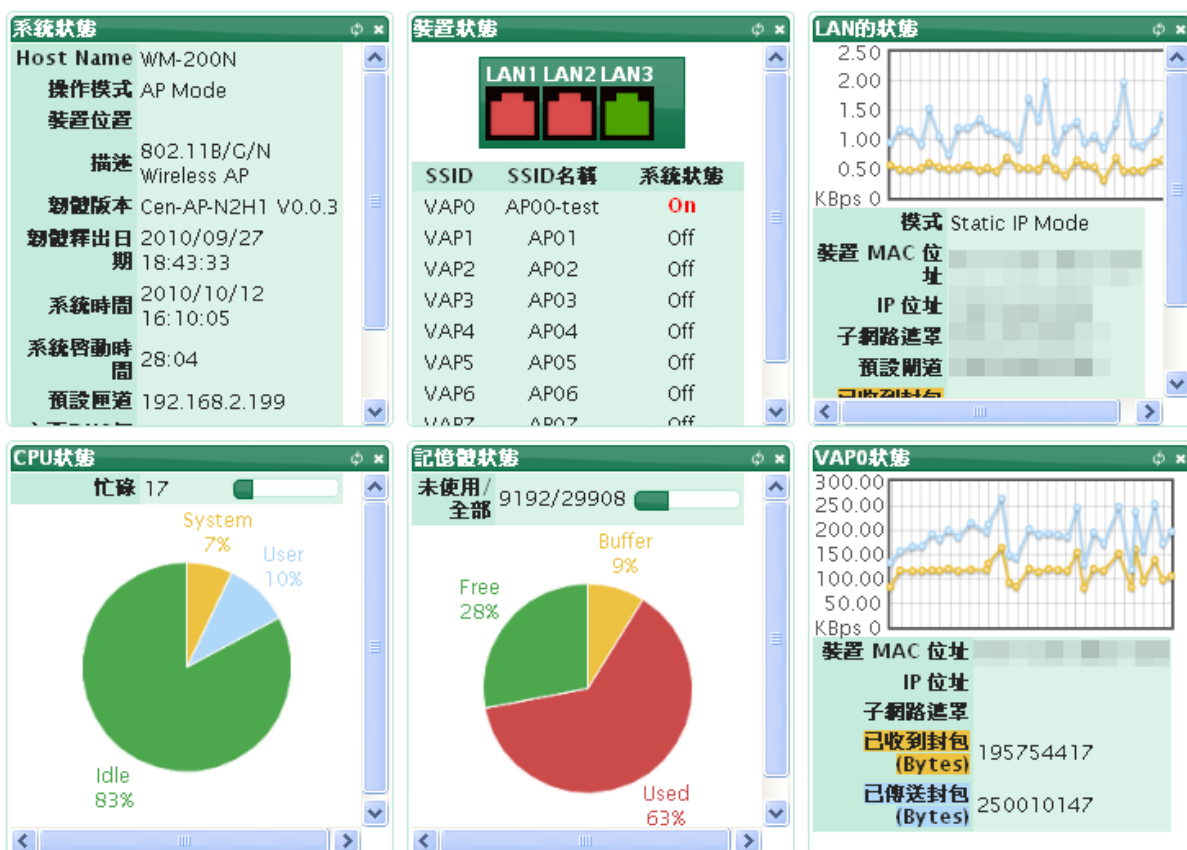 系統狀態
Host Name WM-200N
操作模式 AP Mode
裝置位置
描述 802.11B/G/N
Wireless AP
韌體版本 Cen-AP-N2H1 V0.0.3
韌體釋出日
期 2010/09/27
18:43:33
系統時間 2010/10/12
16:10:05
系統啓動時
間 28:04
預設匣道 192.168.2.199
裝置狀態
LAN1 LAN2 LAN3
SSID SSID名稱 系統狀態
VAP0 AP00-test On
VAP1 AP01 Off
VAP2 AP02 Off
VAP3 AP03 Off
VAP4 AP04 Off
VAP5 AP05 Off
VAP6 AP06 Off
VAP7 AP07 Off
LAN的狀態
2.50
2.00
1.50
1.00
0.50
KBps 0
模式 Static IP Mode
裝置 MAC 位
址
IP 位址
子網路遮罩
預設閘道
已收到封包
CPU狀態
忙碌 17
System
7%
User
10%
Idle
83%
記憶體狀態
未使用/
全部 9192/29908
Buffer
9%
Free
28%
Used
63%
VAP0狀態
300.00
250.00
200.00
150.00
100.00
50.00
KBps 0
裝置 MAC 位址
IP 位址
子網路遮罩
已收到封包
(Bytes) 195754417
已傳送封包
(Bytes) 250010147